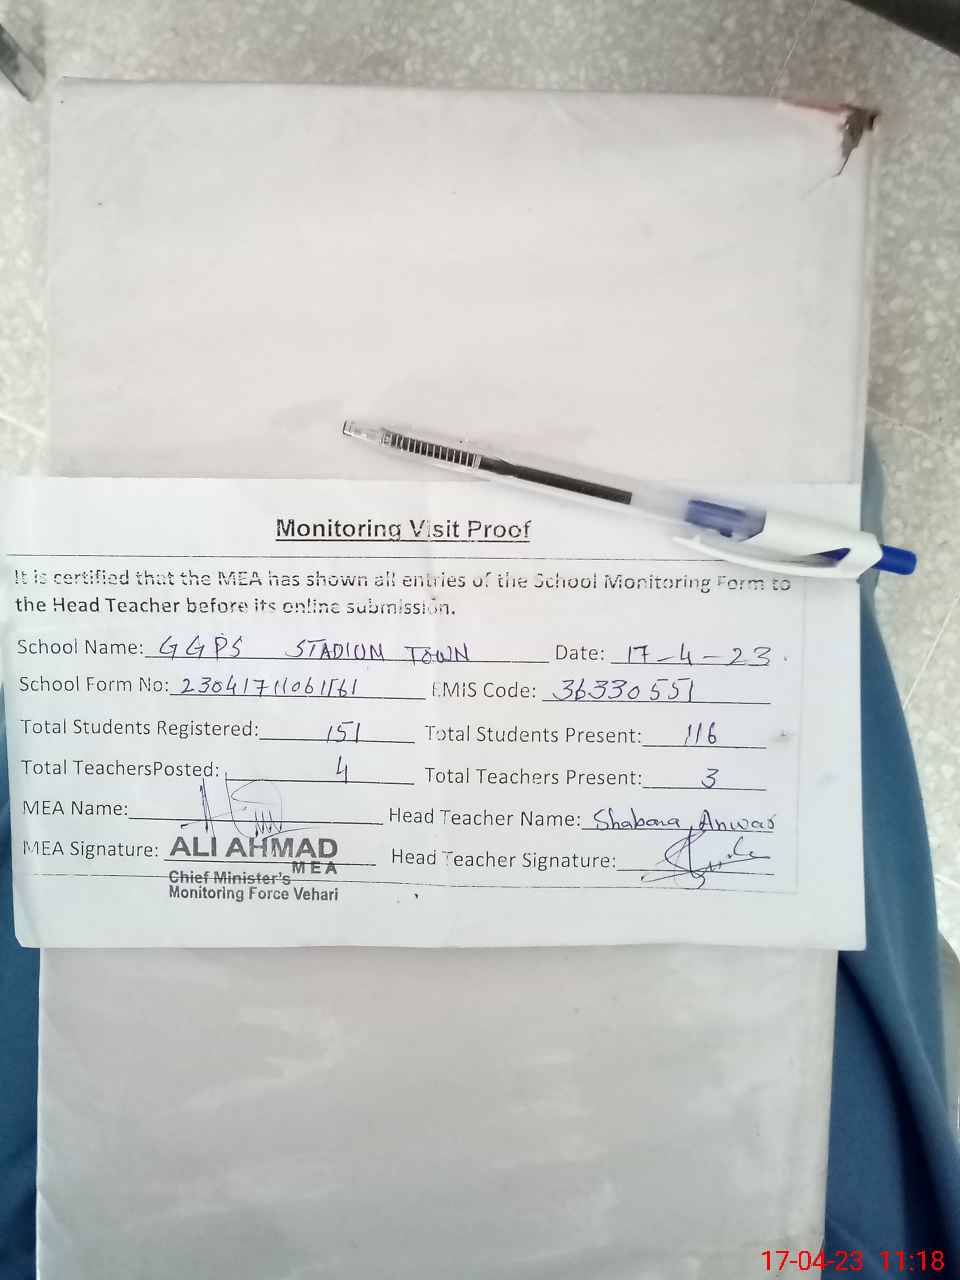 Monitoring Visit Proof
It is certified that the MEA has shown all entries of the School Monitoring Form to
the Head Teacher before its online submission.
School Name: GGPS STADIUM TOWN Date: 17-4-23.
School Form No: EMIS Code: 36330551
Total Students Registered: 151 Total Students Present: 116
Total TeachersPosted: 4 Total Teachers Present: 3
MEA Name: Head Teacher Name: Shabana Anwar
MEA Signature: ALI AHMAD Head Teacher Signature:
MEA
Chief Minister's
Monitoring Force Vehari
17-04-23 11:18